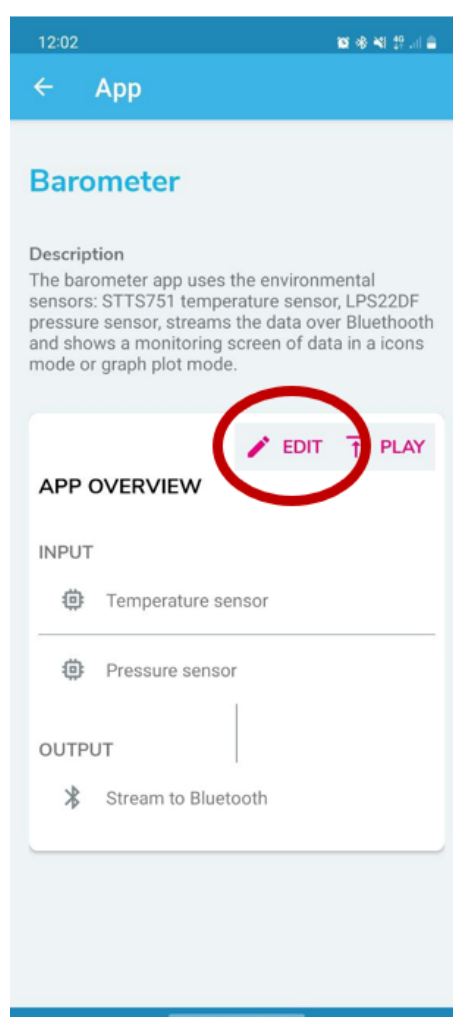 12:02
App
Barometer
Description
The barometer app uses the environmental
sensors: STTS751 temperature sensor, LPS22DF
pressure sensor, streams the data over Bluethooth
and shows a monitoring screen of data in a icons
mode or graph plot mode.
EDIT PLAY
APP OVERVIEW
INPUT
Temperature sensor
Pressure sensor
OUTPUT
Stream to Bluetooth